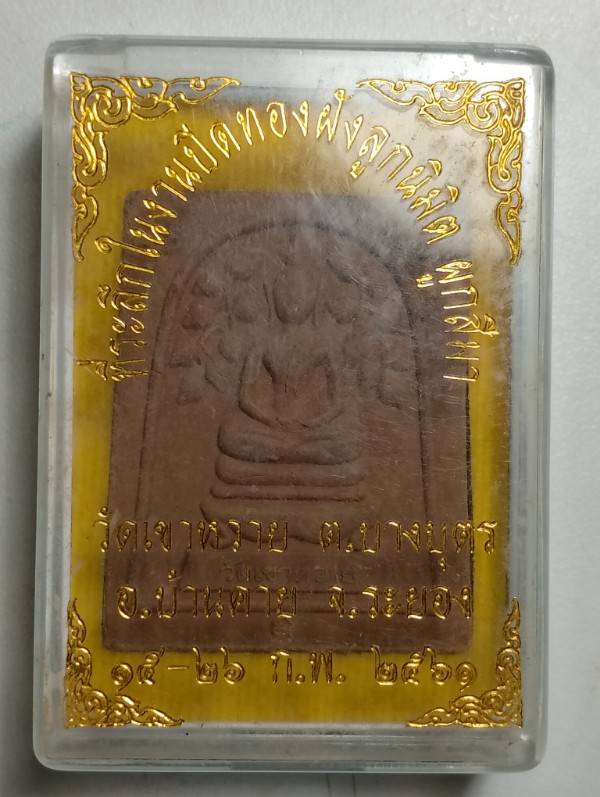 ที่ระลึกในงานปิดทองฝังลูกนิมิต ผูกสีมา
วัดเขาหวาย ต.บางบุตร
อ.บ้านค่าย จ.ระยอง
๑๕-๒๖ ก.พ. ๒๕๖๑